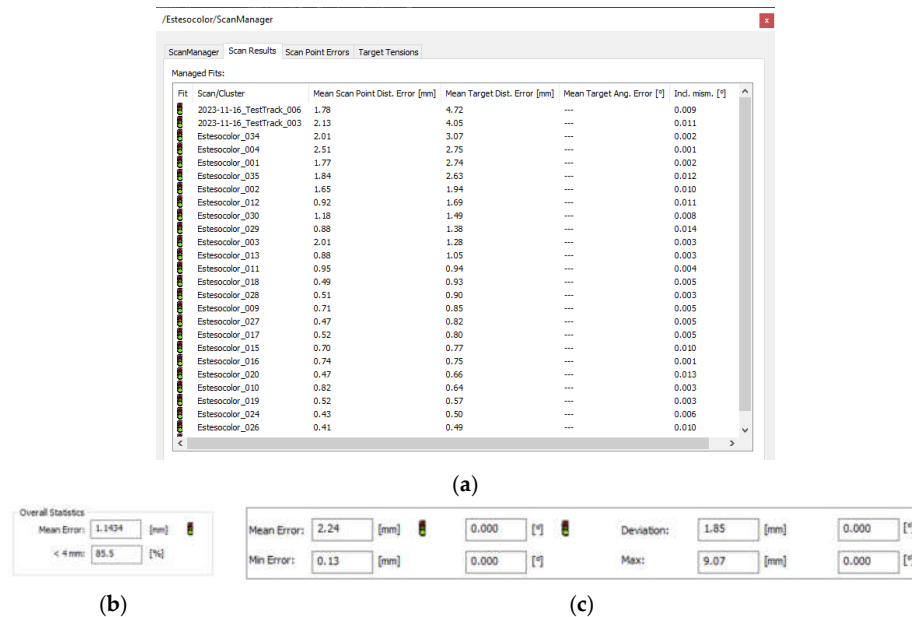 /Estesocolor/ScanManager x
ScanManager Scan Results Scan Point Errors Target Tensions
Managed Fits:
Fit Scan/Cluster Mean Scan Point Dist. Error [mm] Mean Target Dist. Error [mm] Mean Target Ang. Error [°] Incl. mism. [°]
2023-11-16_TestTrack_006 1.78 4.72 --- 0.009
2023-11-16_TestTrack_003 2.13 4.05 --- 0.011
Estesocolor_034 2.01 3.07 --- 0.002
Estesocolor_004 2.51 2.75 --- 0.001
Estesocolor_001 1.77 2.74 --- 0.002
Estesocolor_035 1.84 2.63 --- 0.012
Estesocolor_002 1.65 1.94 --- 0.010
Estesocolor_012 0.92 1.69 --- 0.011
Estesocolor_030 1.18 1.49 --- 0.008
Estesocolor_029 0.88 1.38 --- 0.014
Estesocolor_003 2.01 1.28 --- 0.003
Estesocolor_013 0.88 1.05 --- 0.003
Estesocolor_011 0.95 0.94 --- 0.004
Estesocolor_018 0.49 0.93 --- 0.005
Estesocolor_028 0.51 0.90 --- 0.003
Estesocolor_009 0.71 0.85 --- 0.005
Estesocolor_027 0.47 0.82 --- 0.005
Estesocolor_017 0.52 0.80 --- 0.005
Estesocolor_015 0.70 0.77 --- 0.010
Estesocolor_016 0.74 0.75 --- 0.001
Estesocolor_020 0.47 0.66 --- 0.013
Estesocolor_010 0.82 0.64 --- 0.003
Estesocolor_019 0.52 0.57 --- 0.003
Estesocolor_024 0.43 0.50 --- 0.006
Estesocolor_026 0.41 0.49 --- 0.010
(a)
Overall Statistics
Mean Error: 1.1434 [mm]
< 4 mm: 85.5 [%]
(b)
Mean Error: 2.24 [mm] 0.000 [°] Deviation: 1.85 [mm] 0.000 [°]
Min Error: 0.13 [mm] 0.000 [°] Max: 9.07 [mm] 0.000 [°]
(c)